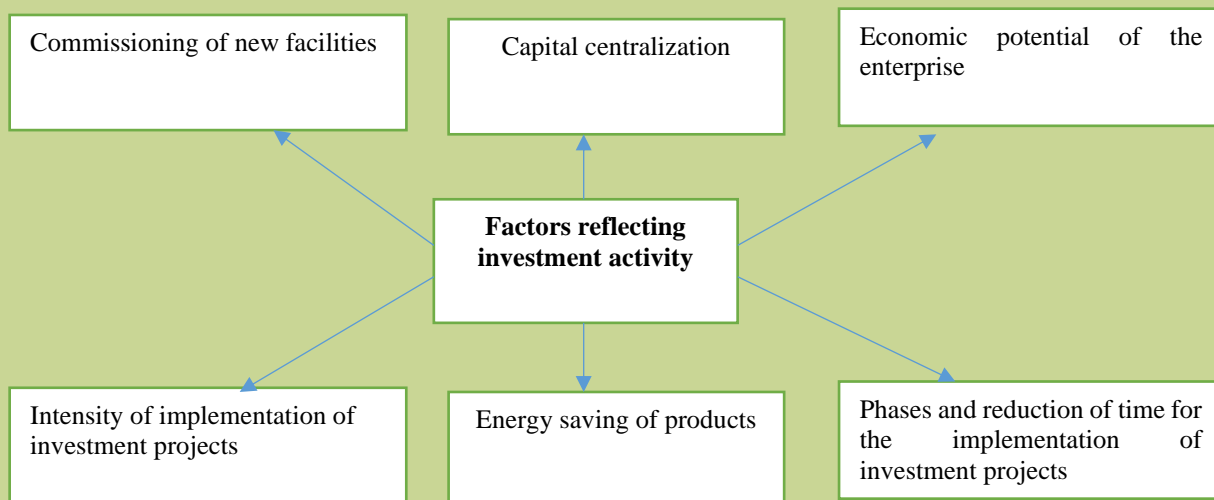 Commissioning of new facilities
Capital centralization
Economic potential of the
enterprise
Factors reflecting
investment activity
Intensity of implementation of
investment projects
Energy saving of products
Phases and reduction of time for
the implementation of
investment projects